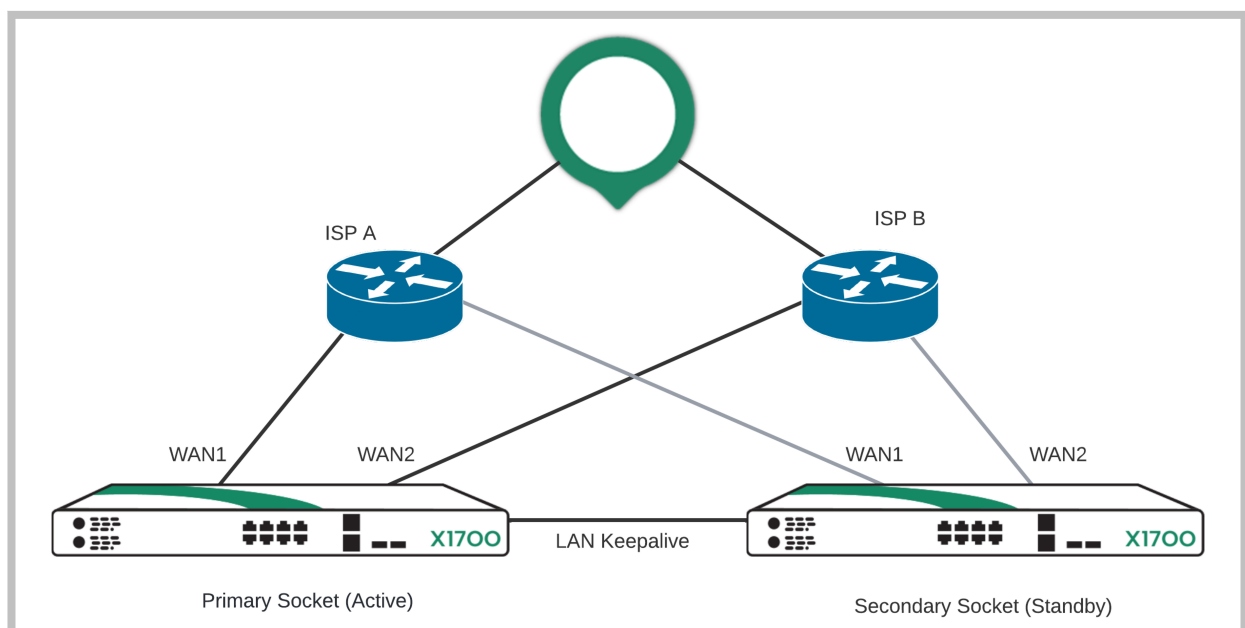 ISP A
ISP B
WAN1
WAN2
WAN1
WAN2
X1700
LAN Keepalive
X1700
Primary Socket (Active)
Secondary Socket (Standby)